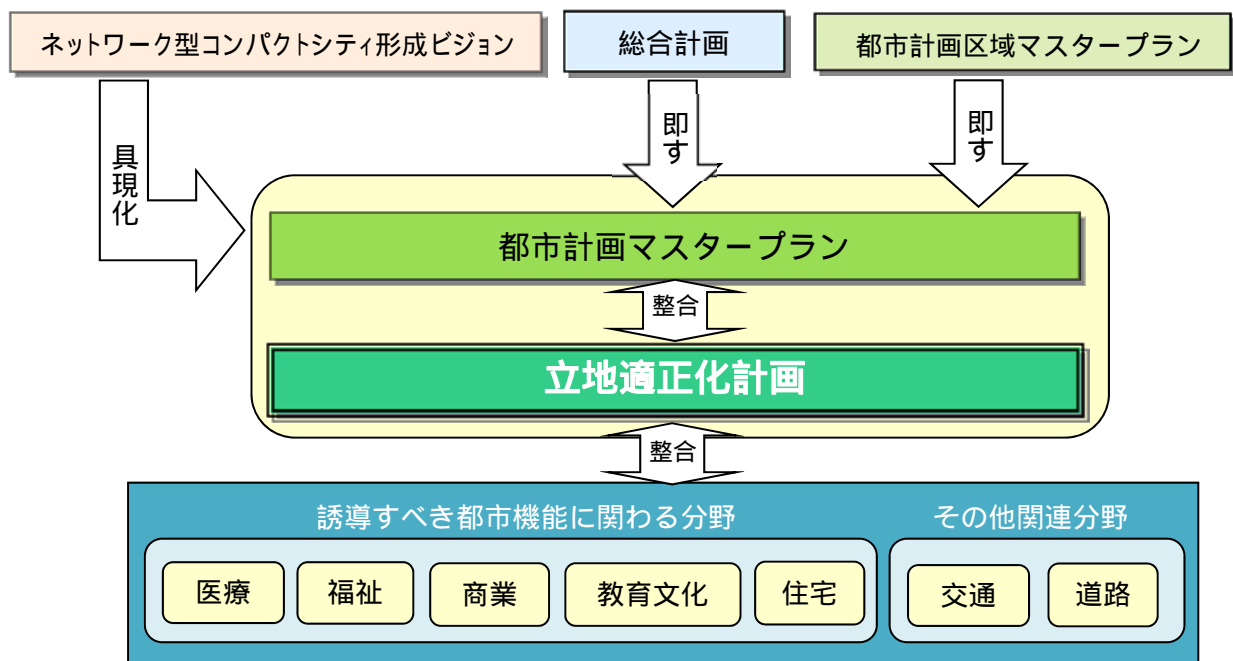 ネットワーク型コンパクトシティ形成ビジョン
総合計画
都市計画区域マスタープラン
具現化
即す
即す
都市計画マスタープラン
整合
立地適正化計画
整合
誘導すべき都市機能に関わる分野
その他関連分野
医療
福祉
商業
教育文化
住宅
交通
道路